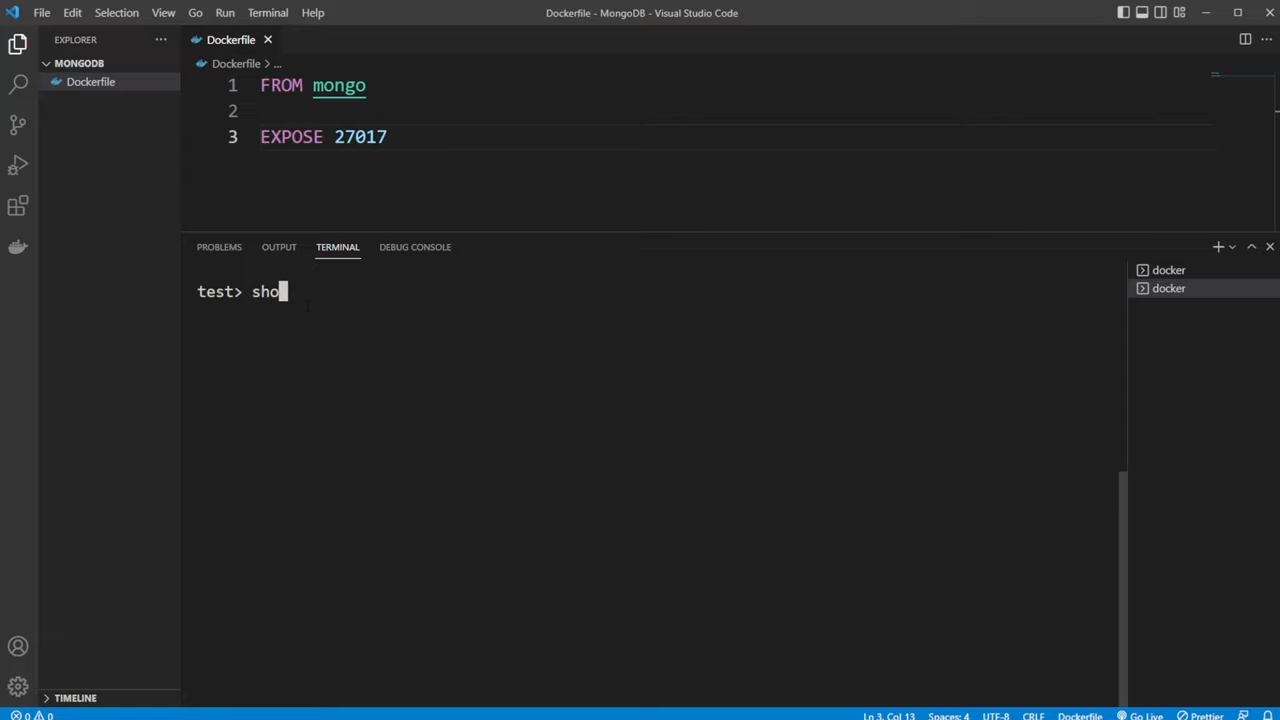 File Edit Selection View Go Run Terminal Help
Dockerfile - MongoDB - Visual Studio Code
EXPLORER
MONGODB
Dockerfile
Dockerfile
Dockerfile > ...
1 FROM mongo
2
3 EXPOSE 27017
PROBLEMS OUTPUT TERMINAL DEBUG CONSOLE
test> sho
docker
docker
TIMELINE
0 0
Ln 3, Col 13 Spaces: 4 UTF-8 CRLF Dockerfile Go Live Prettier